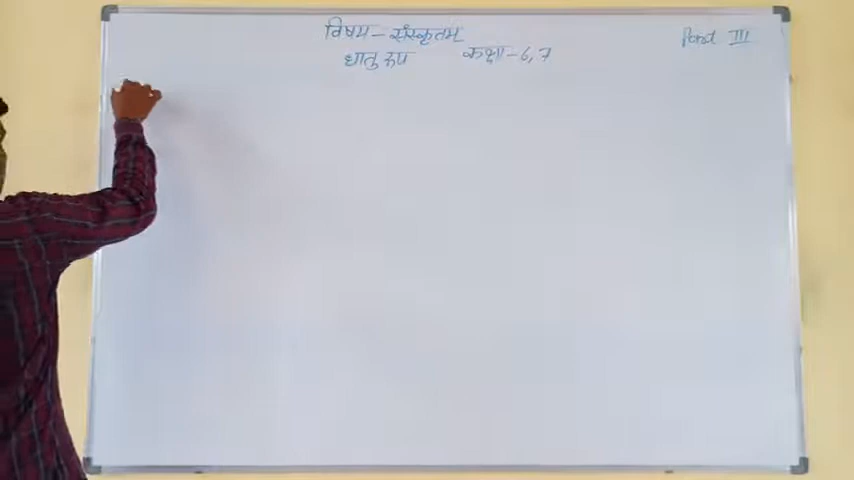 विषय - संस्कृतम्
धातु रूप कक्षा - 6, 7
Part III